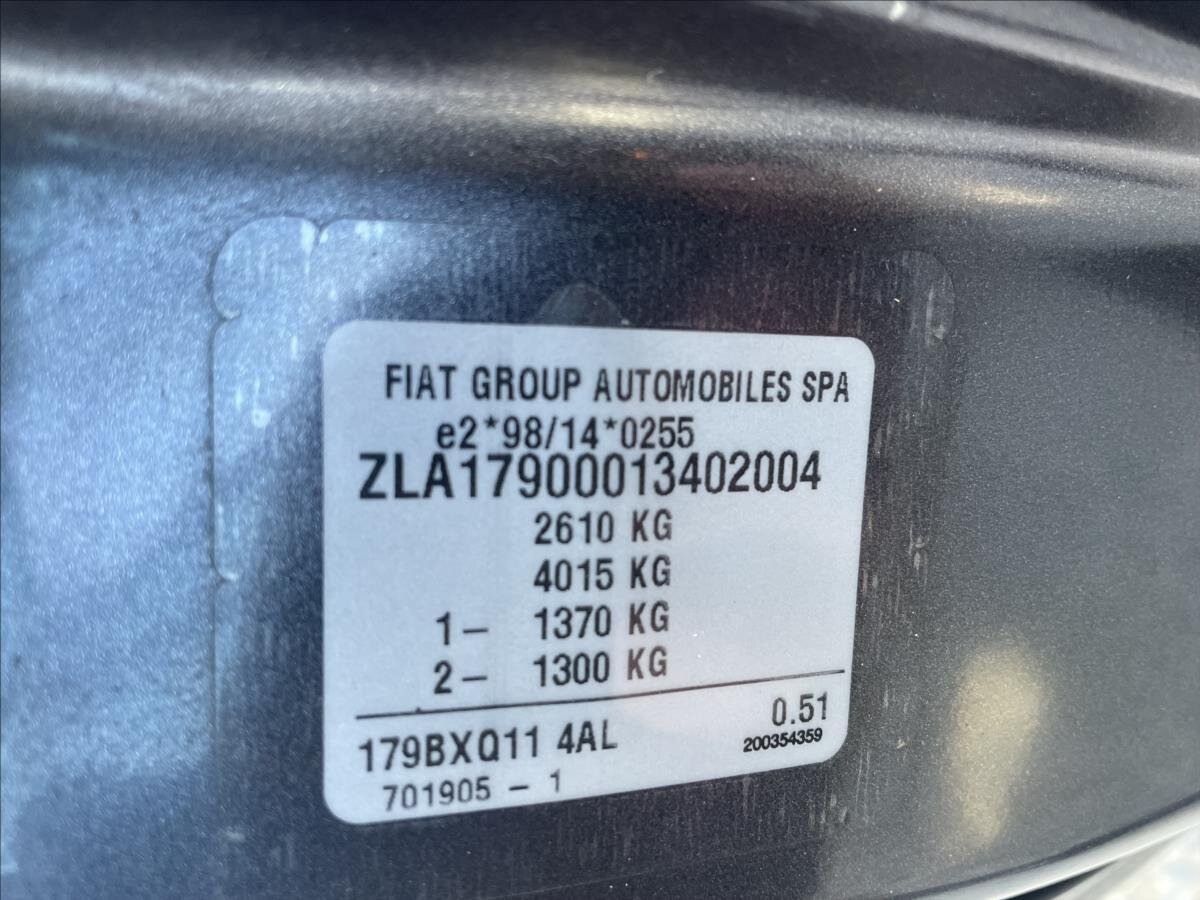 FIAT GROUP AUTOMOBILES SPA
e2*98/14*0255
ZLA17900013402004
2610 KG
4015 KG
1- 1370 KG
2- 1300 KG
179BXQ11 4AL 0.51
701905 - 1 200354359